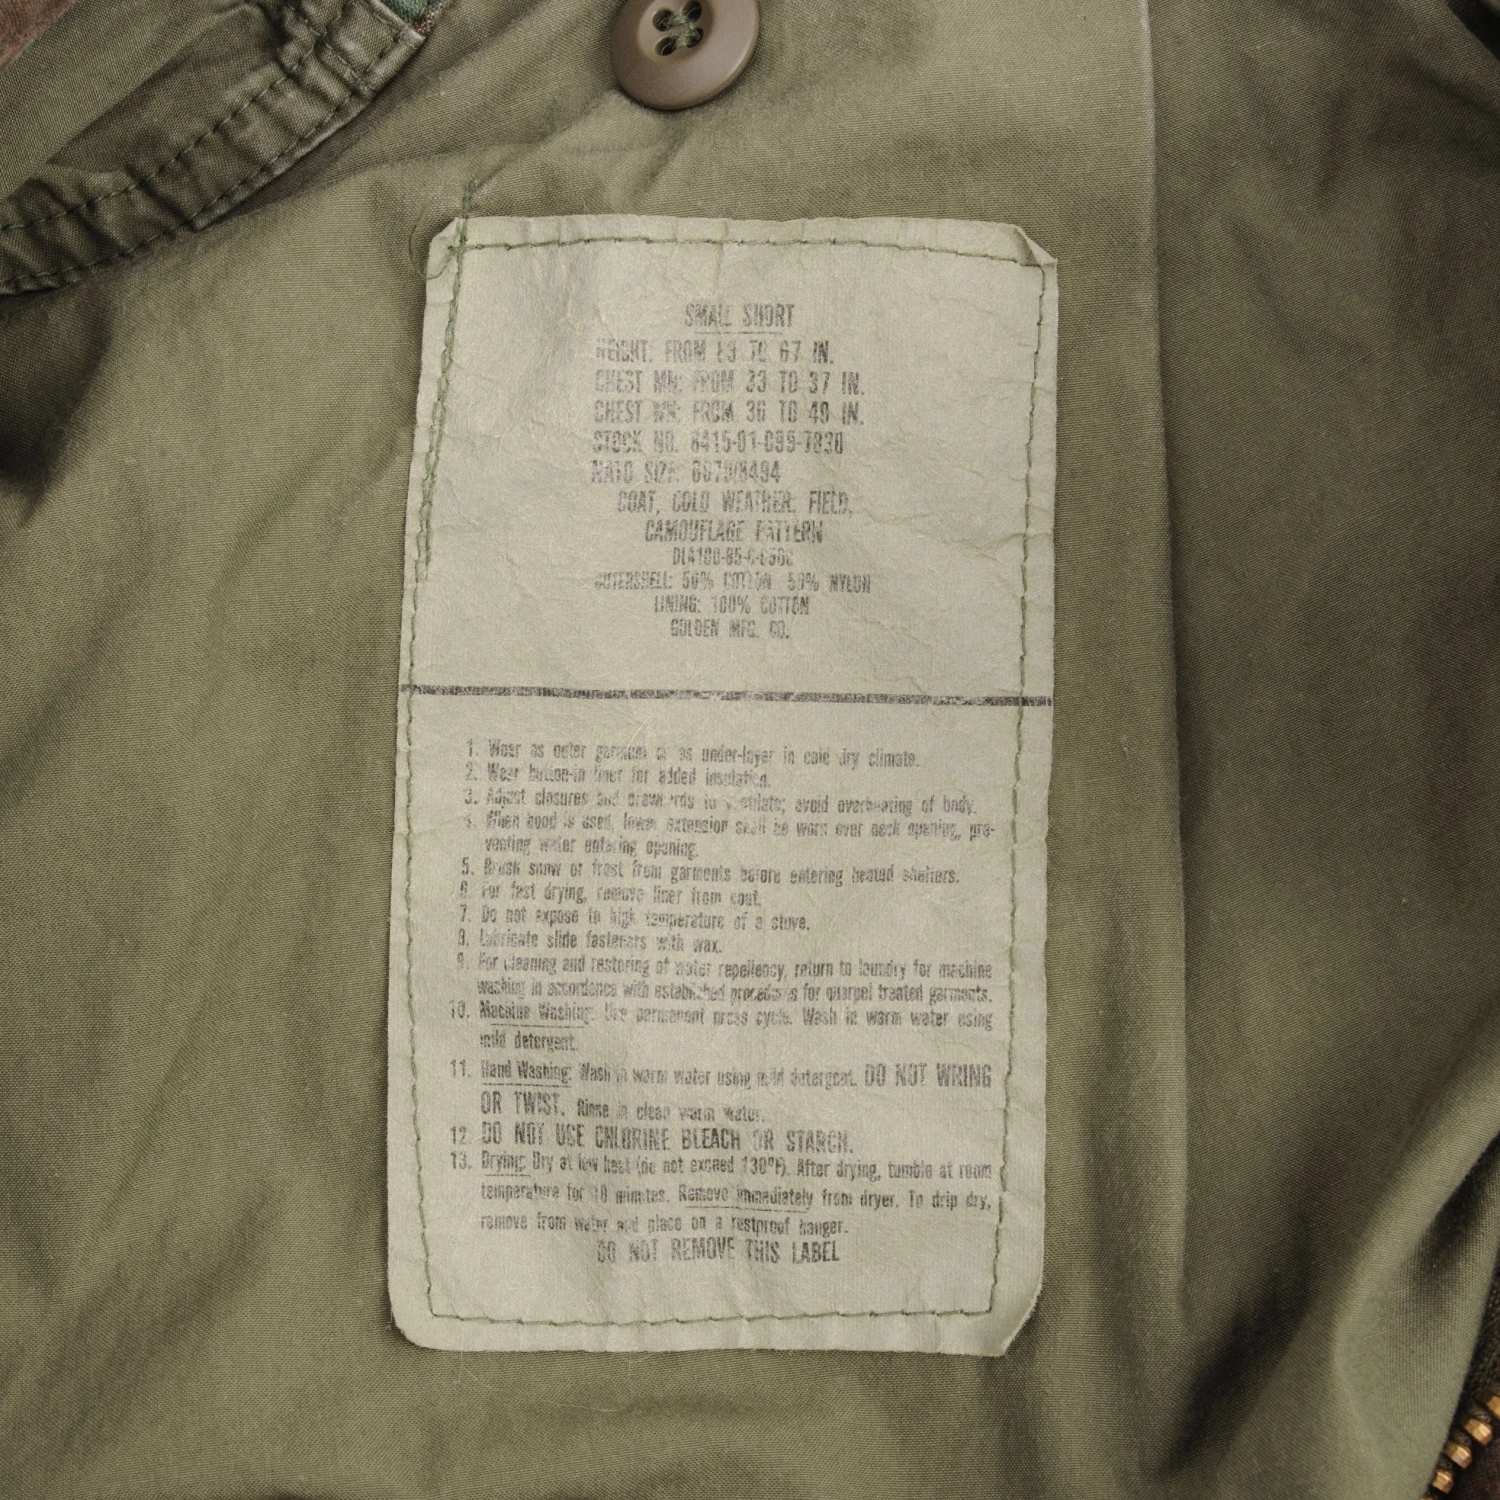 SMALL SHORT
HEIGHT: FROM 63 TO 67 IN.
CHEST MN: FROM 33 TO 37 IN.
CHEST WN: FROM 36 TO 40 IN.
STOCK NO. 8415-01-099-7830
NATO SIZE:
COAT, COLD WEATHER, FIELD,
CAMOUFLAGE PATTERN
OUTERSHELL: 50% COTTON 50% NYLON
LINING: 100% COTTON
GOLDEN MFG. CO.
1. Wear as outer garment or as under-layer in cold dry climate.
2. Wear button-in liner for added insulation.
3. Adjust closures and drawcords to ventilate; avoid overheating of body.
4. When hood is used, lower extension shall be worn over neck opening, pre-
venting water entering opening.
5. Brush snow or frost from garments before entering heated shelters.
6. For fast drying, remove liner from coat.
7. Do not expose to high temperature of a stove.
8. Lubricate slide fasteners with wax.
9. For cleaning and restoring of water repellency, return to laundry for machine
washing in accordance with established procedures for quarpel treated garments.
10. Machine Washing: Use permanent press cycle. Wash in warm water using
mild detergent.
11. Hand Washing: Wash in warm water using mild detergent. DO NOT WRING
OR TWIST. Rinse in clean warm water.
12. DO NOT USE CHLORINE BLEACH OR STARCH.
13. Drying: Dry at low heat (do not exceed 130°F). After drying, tumble at room
temperature for 10 minutes. Remove immediately from dryer. To drip dry,
remove from water and place on a rustproof hanger.
DO NOT REMOVE THIS LABEL